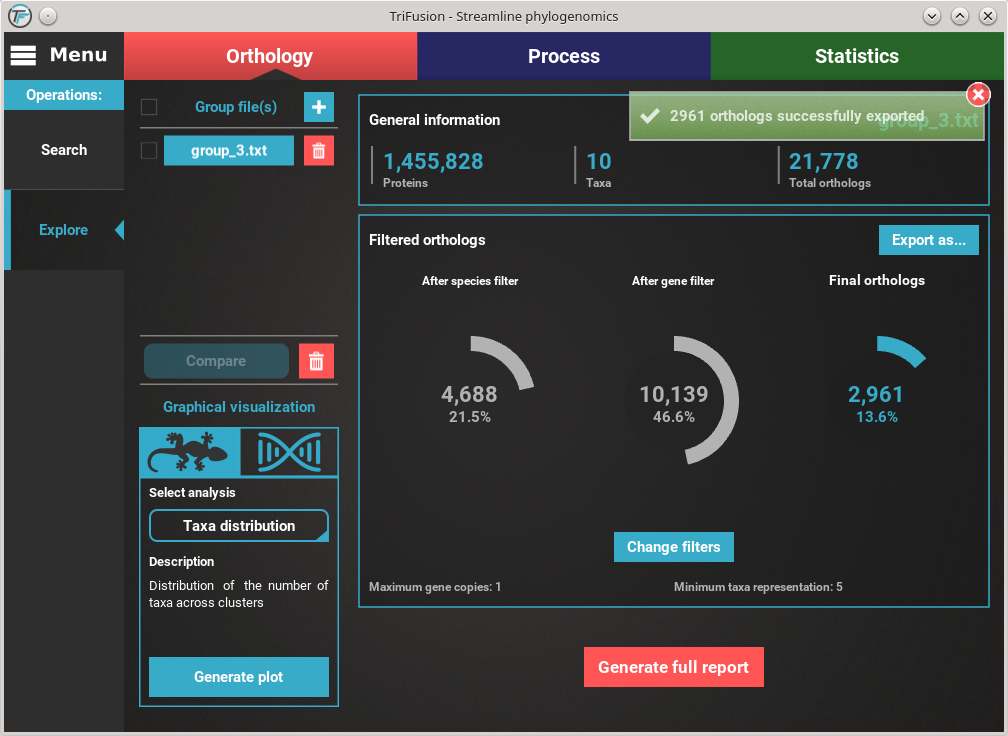 TriFusion - Streamline phylogenomics
Menu
Orthology
Process
Statistics
Operations:
Search
Explore
Group file(s)
+
group_3.txt
Compare
Graphical visualization
Select analysis
Taxa distribution
Description
Distribution of the number of
taxa across clusters
Generate plot
General information
group_3.txt
2961 orthologs successfully exported
1,455,828
Proteins
10
Taxa
21,778
Total orthologs
Filtered orthologs
Export as...
After species filter
After gene filter
Final orthologs
4,688
21.5%
10,139
46.6%
2,961
13.6%
Change filters
Maximum gene copies: 1
Minimum taxa representation: 5
Generate full report